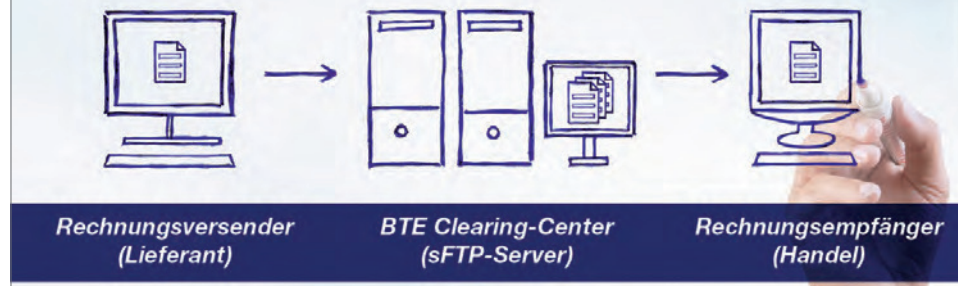 Rechnungsversender
(Lieferant)
BTE Clearing-Center
(sFTP-Server)
Rechnungsempfänger
(Handel)